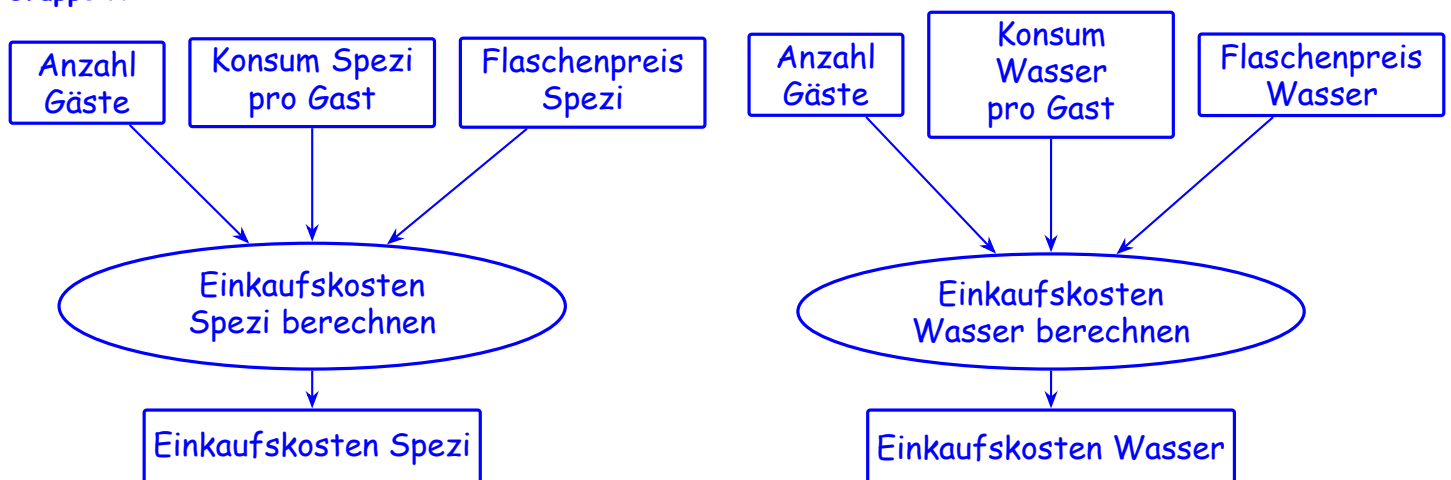 Anzahl
Gäste
Konsum Spezi
pro Gast
Flaschenpreis
Spezi
Einkaufskosten
Spezi berechnen
Einkaufskosten Spezi
Anzahl
Gäste
Konsum
Wasser
pro Gast
Flaschenpreis
Wasser
Einkaufskosten
Wasser berechnen
Einkaufskosten Wasser